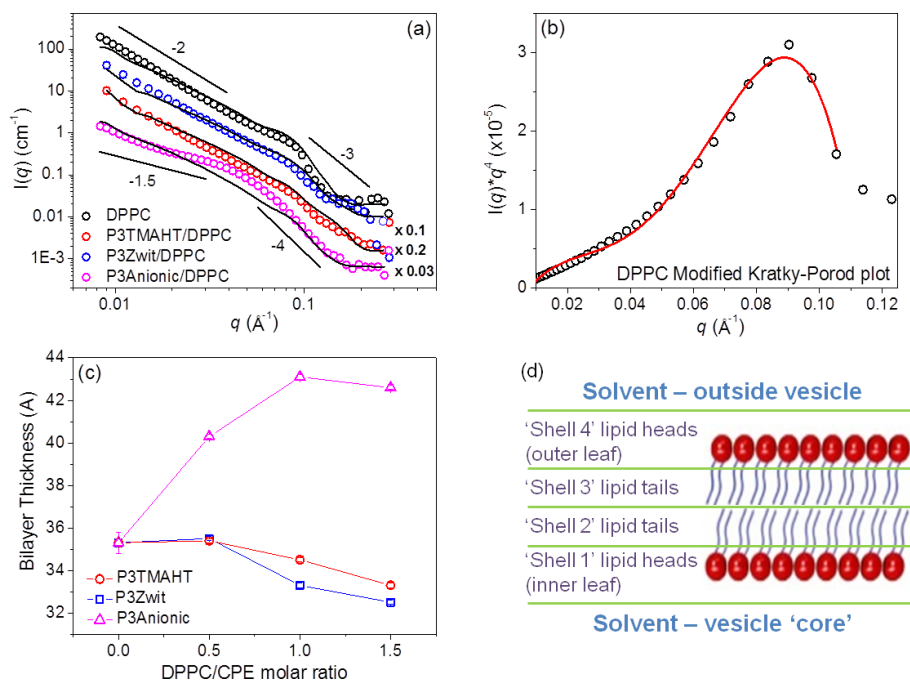 (a)
100
10
1
0.1
0.01
1E-3
I(q) (cm⁻¹)
-2
-3
-1.5
-4
DPPC
P3TMAHT/DPPC
P3Zwit/DPPC
P3Anionic/DPPC
x 0.1
x 0.2
x 0.03
0.01
0.1
q (Å⁻¹)
(b)
3
2
1
0
I(q)*q⁴ (x10⁻⁵)
DPPC Modified Kratky-Porod plot
0.02
0.04
0.06
0.08
0.10
0.12
q (Å⁻¹)
(c)
44
42
40
38
36
34
32
Bilayer Thickness (A)
P3TMAHT
P3Zwit
P3Anionic
0.0
0.5
1.0
1.5
DPPC/CPE molar ratio
(d)
Solvent – outside vesicle
‘Shell 4’ lipid heads
(outer leaf)
‘Shell 3’ lipid tails
‘Shell 2’ lipid tails
‘Shell 1’ lipid heads
(inner leaf)
Solvent – vesicle ‘core’